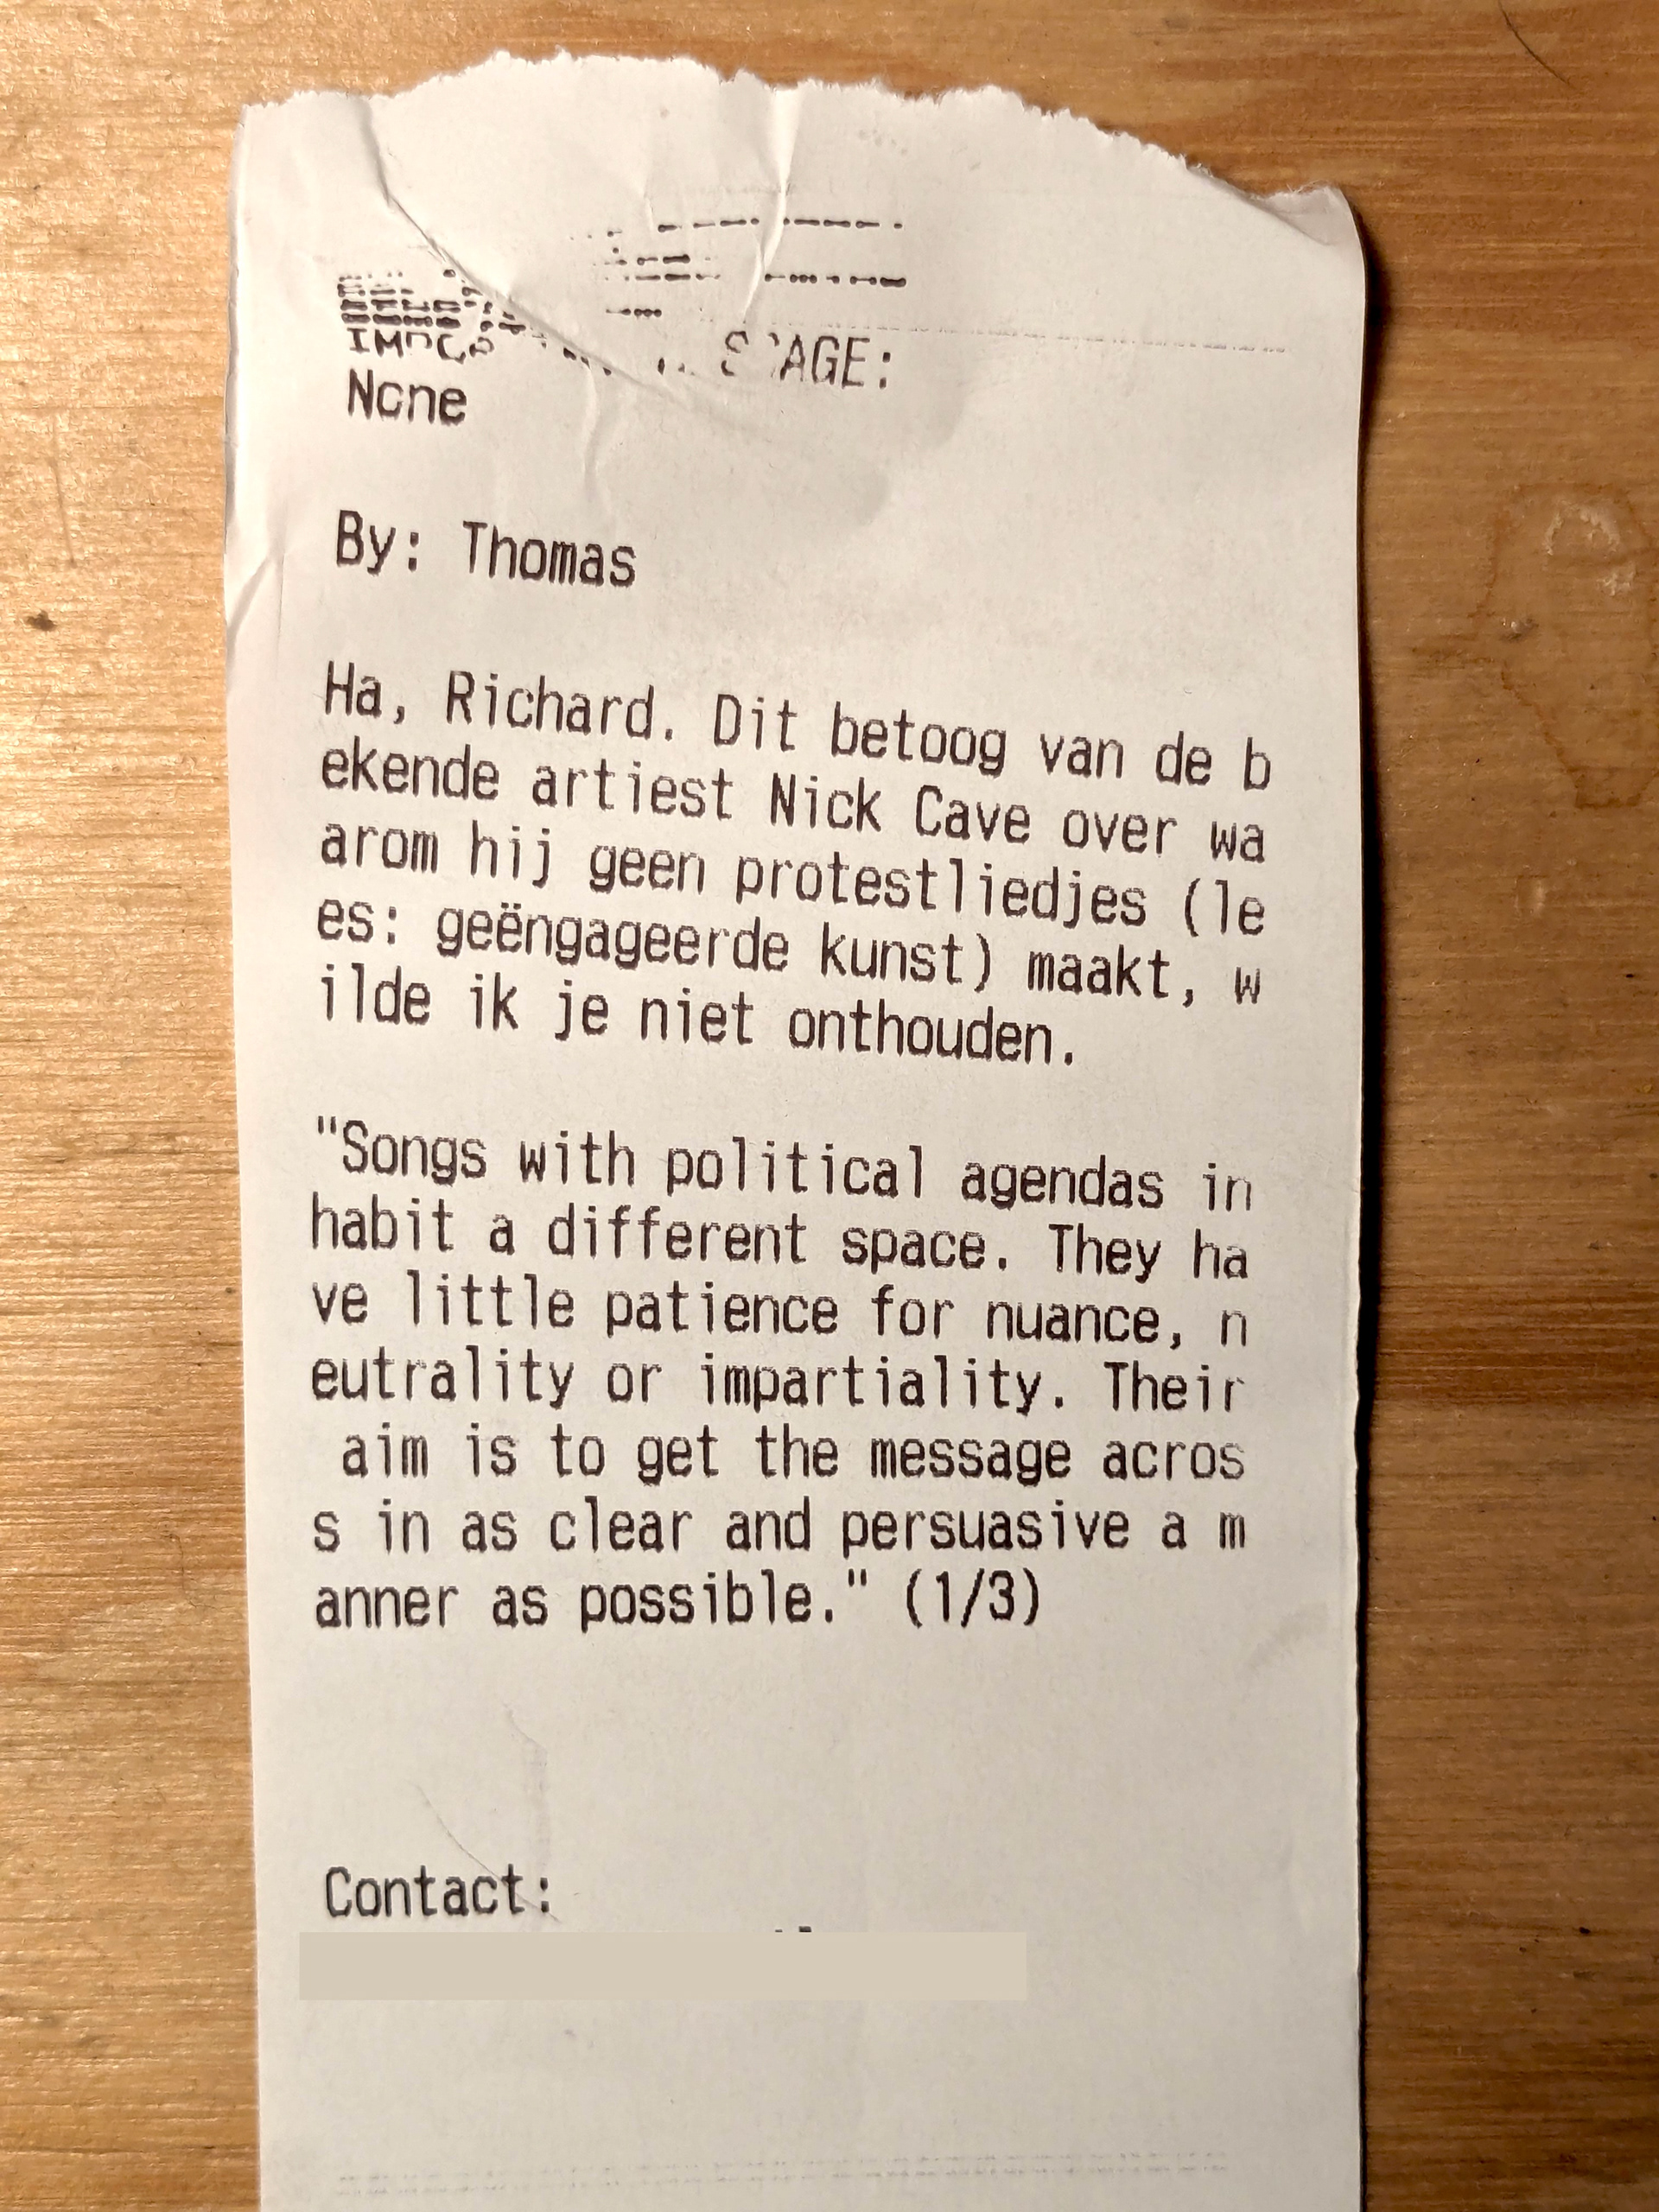 None
By: Thomas
Ha, Richard. Dit betoog van de b
ekende artiest Nick Cave over wa
arom hij geen protestliedjes (le
es: geëngageerde kunst) maakt, w
ilde ik je niet onthouden.
"Songs with political agendas in
habit a different space. They ha
ve little patience for nuance, n
eutrality or impartiality. Their
aim is to get the message acros
s in as clear and persuasive a m
anner as possible." (1/3)
Contact: